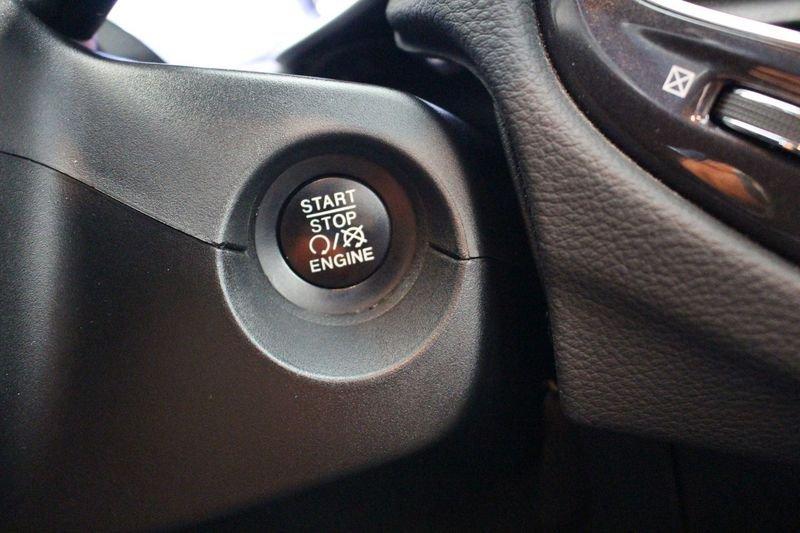 START
STOP
/
ENGINE